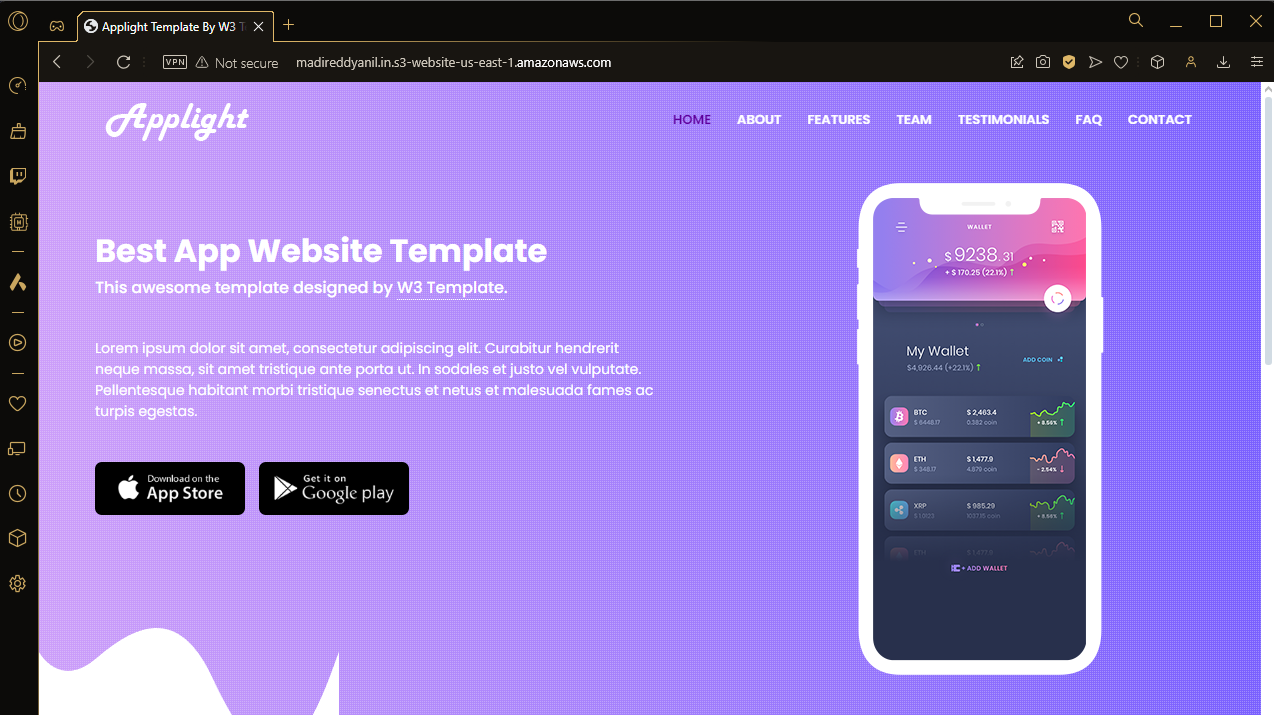 Applight Template By W3 T
VPN
Not secure
madireddyanil.in.s3-website-us-east-1.amazonaws.com
Applight
HOME
ABOUT
FEATURES
TEAM
TESTIMONIALS
FAQ
CONTACT
Best App Website Template
This awesome template designed by W3 Template.
Lorem ipsum dolor sit amet, consectetur adipiscing elit. Curabitur hendrerit
neque massa, sit amet tristique ante porta ut. In sodales et justo vel vulputate.
Pellentesque habitant morbi tristique senectus et netus et malesuada fames ac
turpis egestas.
Download on the
App Store
Get it on
Google play
WALLET
$ 9238.31
+ $ 170.25 (22.1%) ↑
My Wallet
ADD COIN
$4,926.44 (+22.1%) ↑
BTC
$ 2,463.4
$ 6448.17
0.382 coin
+ 8.56% ↑
ETH
$ 1,477.9
$ 348.17
4.879 coin
- 2.54% ↓
XRP
$ 985.29
$ 1.0123
1037.15 coin
+ 6.56% ↑
ETH
$ 1,477.9
+ ADD WALLET